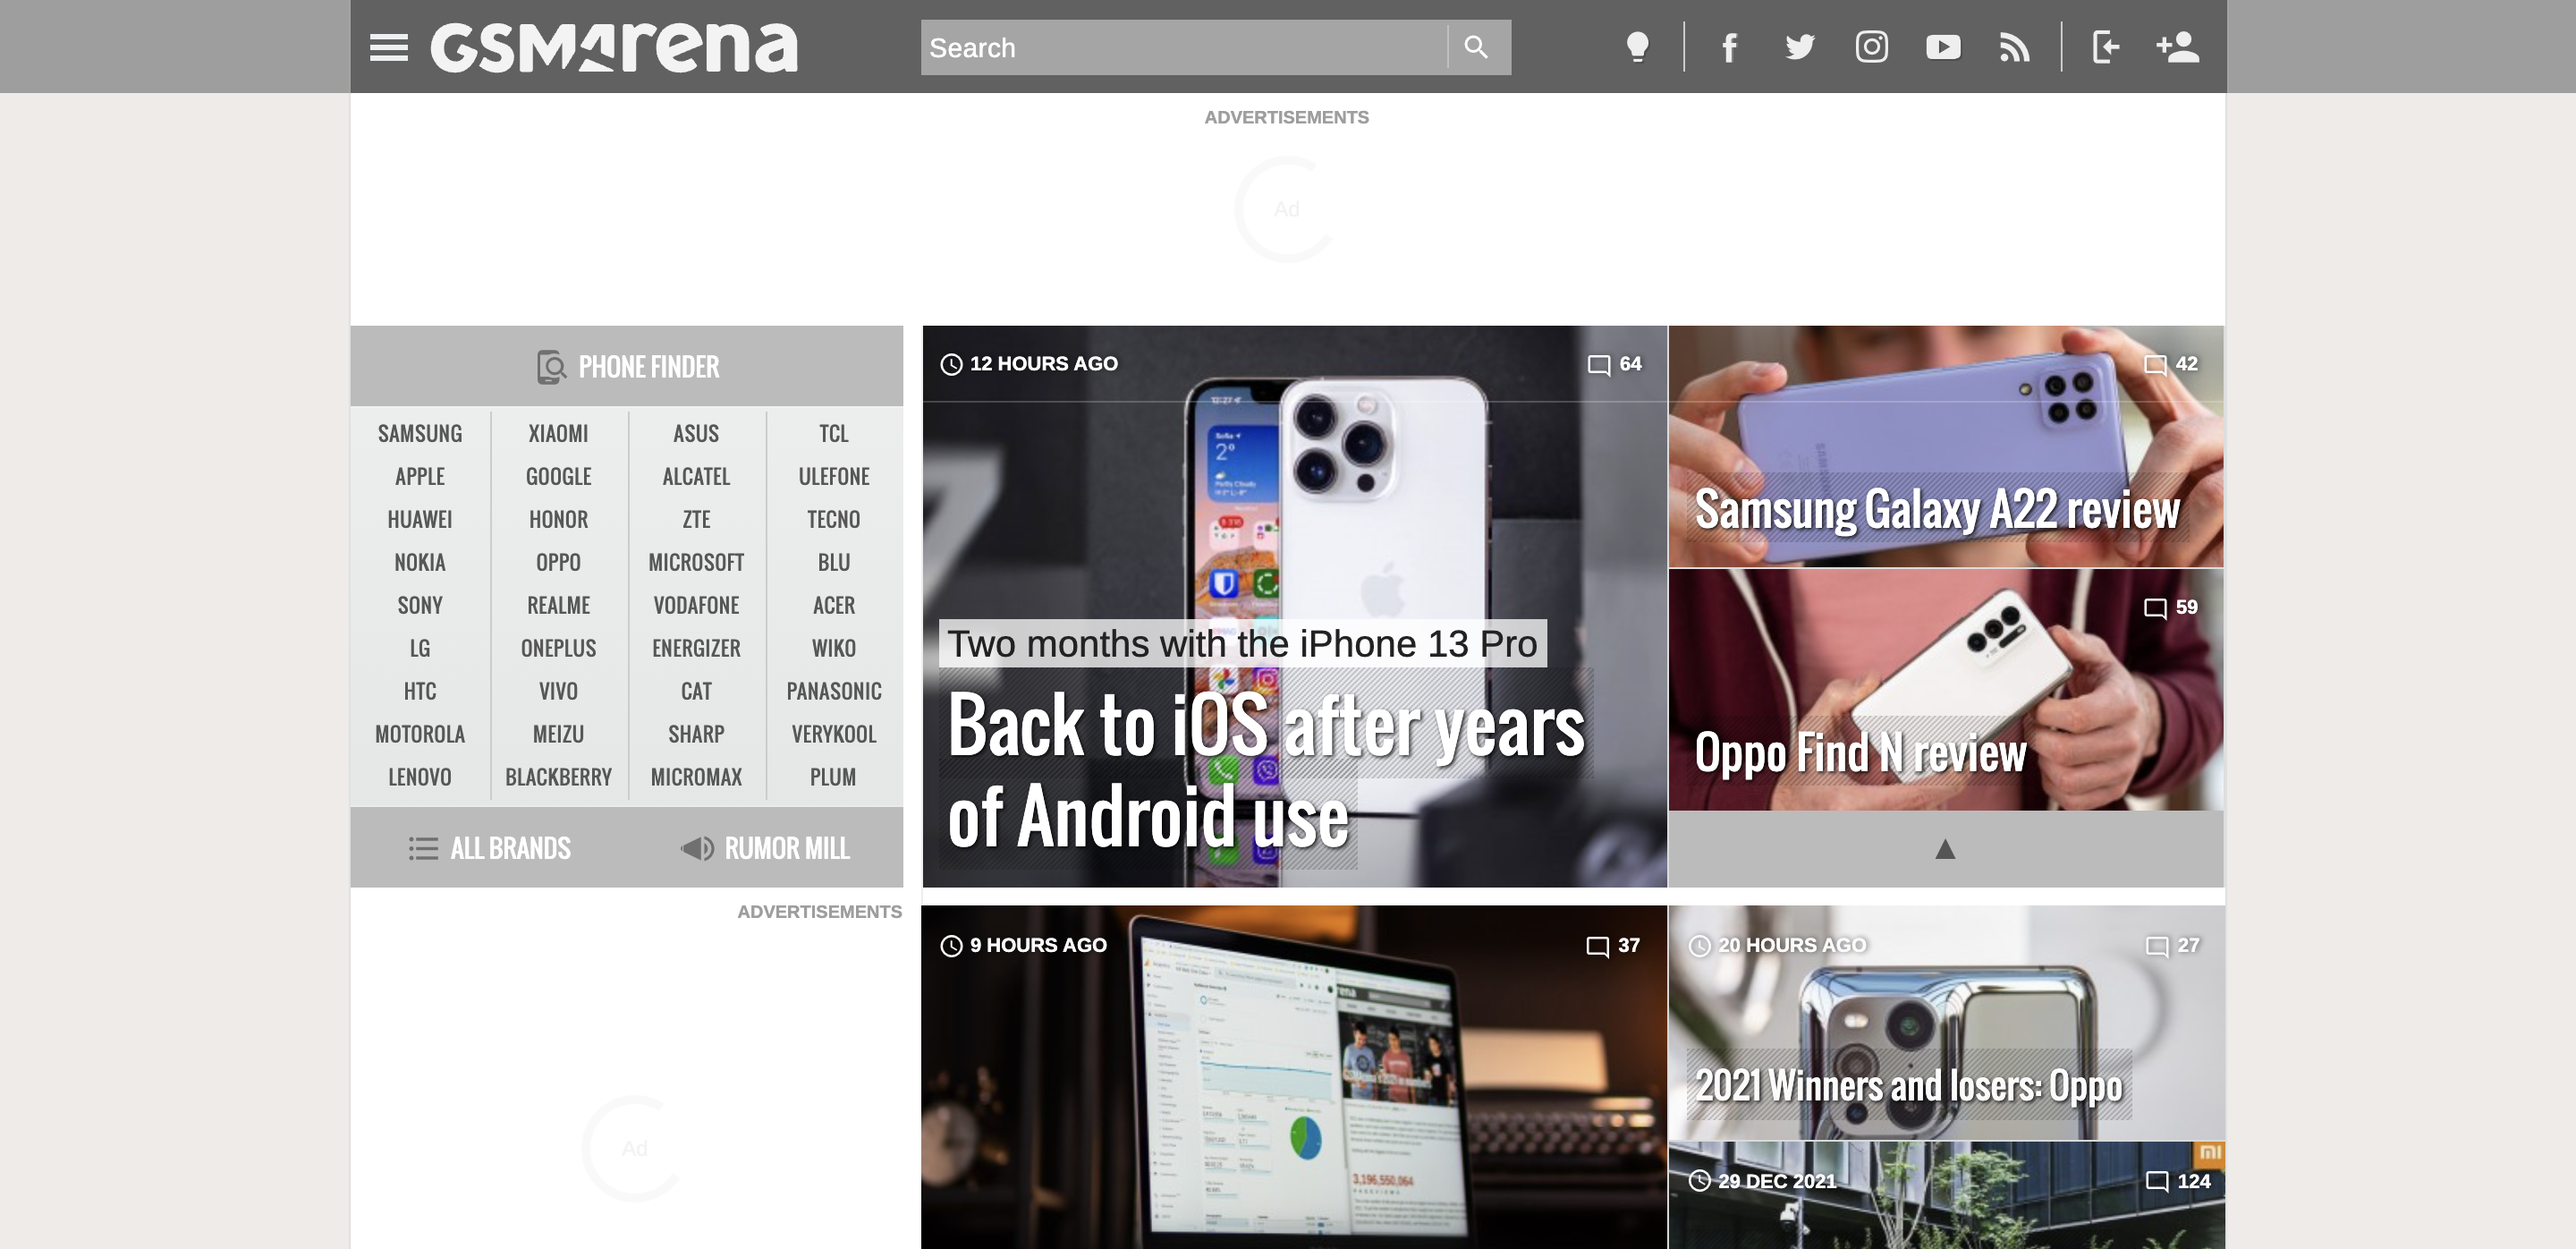 GSMArena
Search
ADVERTISEMENTS
Ad
PHONE FINDER
SAMSUNG XIAOMI ASUS TCL
APPLE GOOGLE ALCATEL ULEFONE
HUAWEI HONOR ZTE TECNO
NOKIA OPPO MICROSOFT BLU
SONY REALME VODAFONE ACER
LG ONEPLUS ENERGIZER WIKO
HTC VIVO CAT PANASONIC
MOTOROLA MEIZU SHARP VERYKOOL
LENOVO BLACKBERRY MICROMAX PLUM
ALL BRANDS RUMOR MILL
ADVERTISEMENTS
Ad
12 HOURS AGO 64
Two months with the iPhone 13 Pro
Back to iOS after years
of Android use
42
Samsung Galaxy A22 review
59
Oppo Find N review
9 HOURS AGO 37
3,196,550,064
20 HOURS AGO 27
2021 Winners and losers: Oppo
29 DEC 2021 124